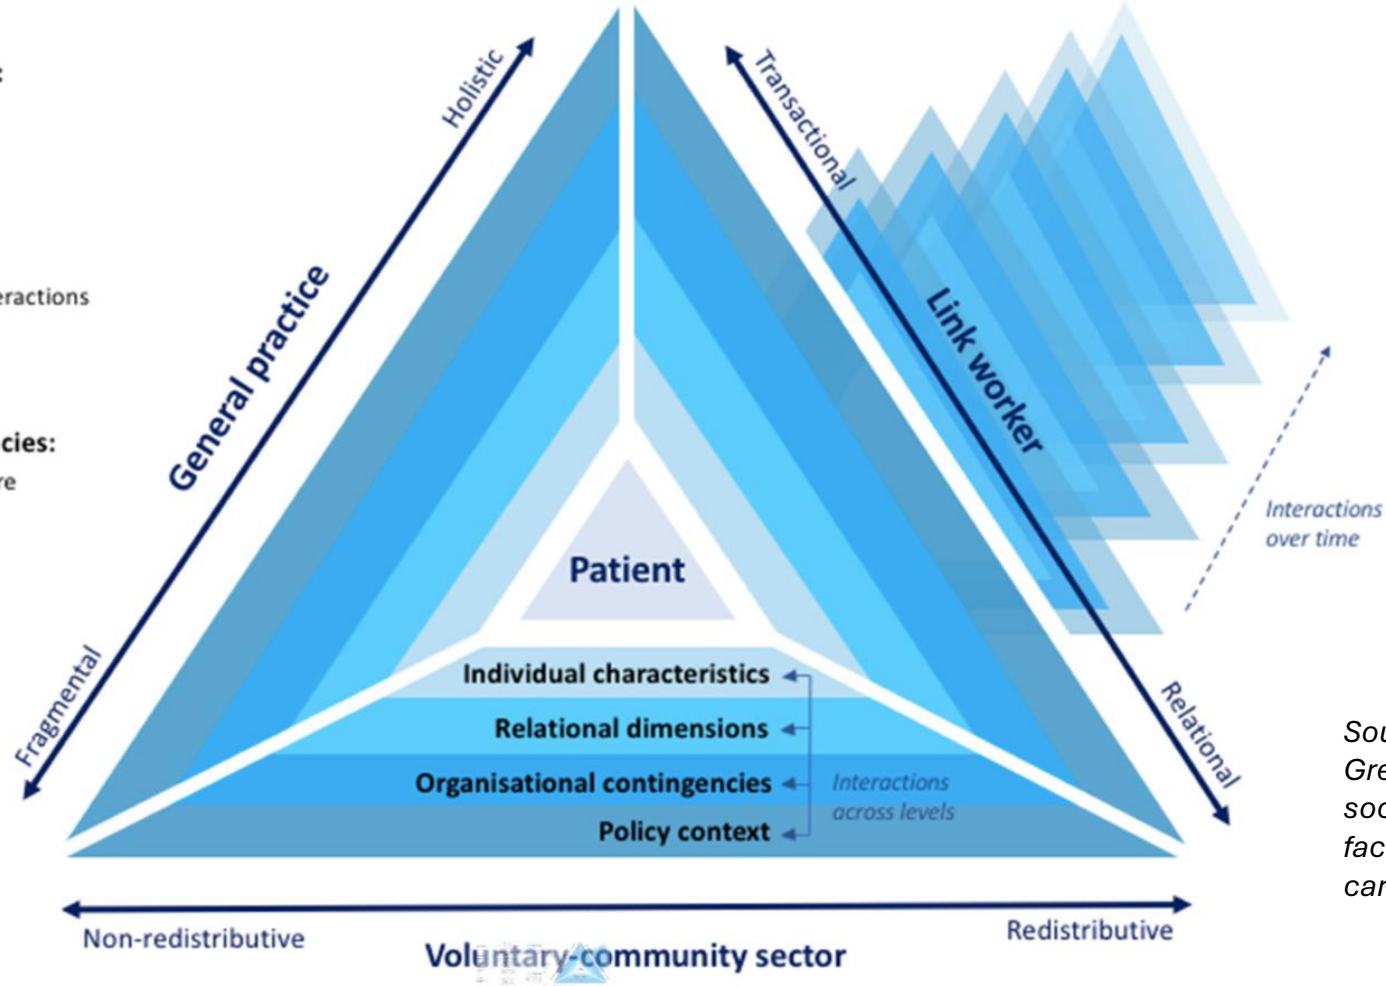 :
eractions
cies:
re
Holistic
General practice
Fragmental
Transactional
Link worker
Relational
Interactions
over time
Patient
Individual characteristics
Relational dimensions
Organisational contingencies
Policy context
Interactions
across levels
Non-redistributive
Redistributive
Voluntary-community sector
Sou
Gre
soc
fac
car